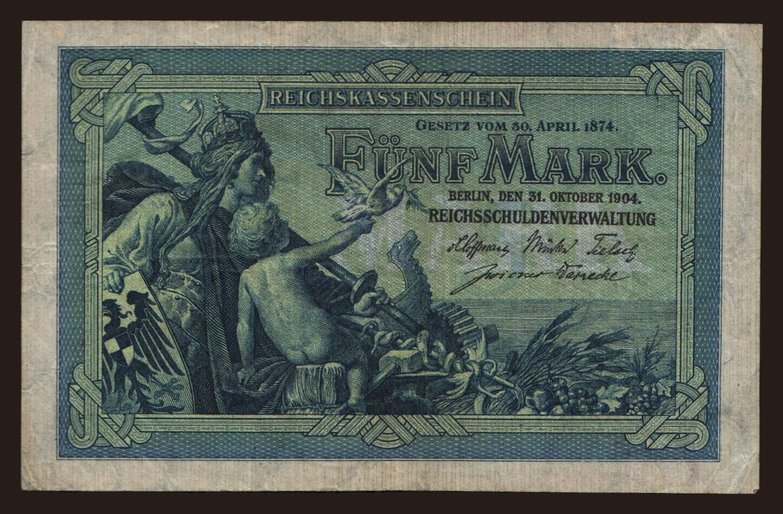 REICHSKASSENSCHEIN
GESETZ VOM 30. APRIL 1874.
FÜNF MARK.
BERLIN, DEN 31. OKTOBER 1904.
REICHSSCHULDENVERWALTUNG